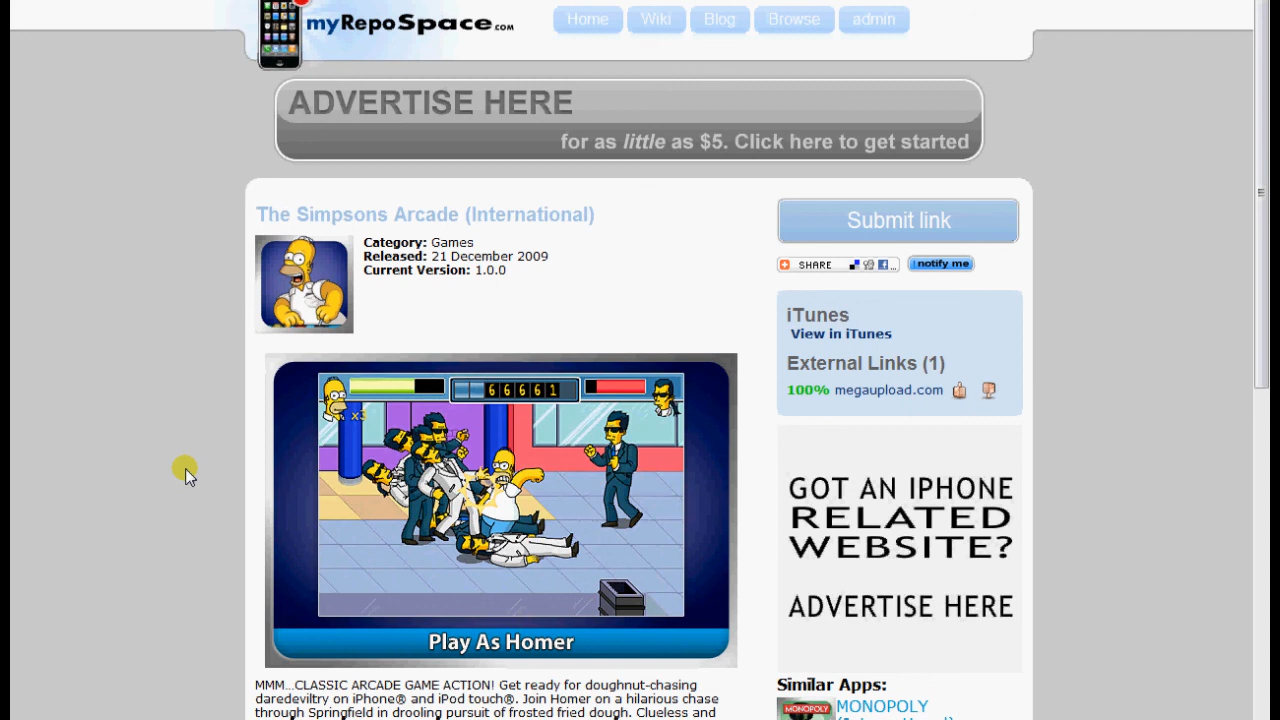 myRepoSpace.com
Home
Wiki
Blog
Browse
admin
ADVERTISE HERE
for as little as $5. Click here to get started
The Simpsons Arcade (International)
Category: Games
Released: 21 December 2009
Current Version: 1.0.0
x3
66661
Play As Homer
MMM...CLASSIC ARCADE GAME ACTION! Get ready for doughnut-chasing
daredeviltry on iPhone® and iPod touch®. Join Homer on a hilarious chase
through Springfield in drooling pursuit of frosted fried dough. Clueless and
Submit link
SHARE
notify me
iTunes
View in iTunes
External Links (1)
100% megaupload.com
GOT AN IPHONE
RELATED
WEBSITE?
ADVERTISE HERE
Similar Apps:
MONOPOLY
MONOPOLY
(International)